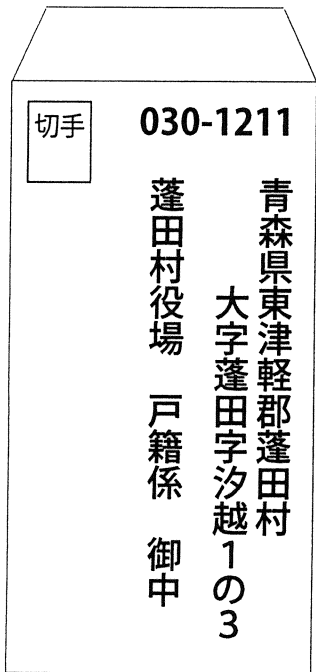 切手
030-1211
青森県東津軽郡蓬田村
大字蓬田字汐越1の3
蓬田村役場　戸籍係　御中